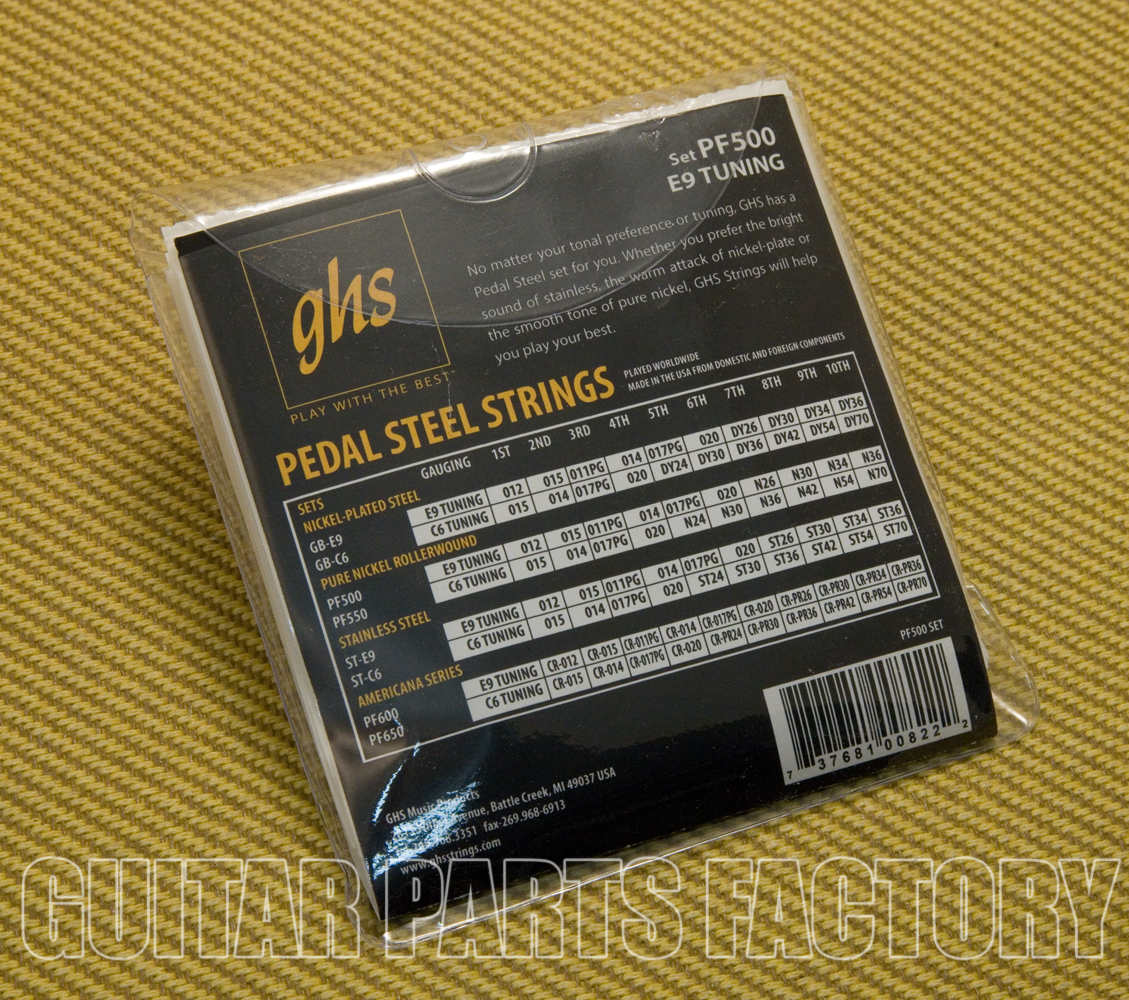 Set PF500
E9 TUNING
ghs
PLAY WITH THE BEST™
No matter your tonal preference or tuning, GHS has a
Pedal Steel set for you. Whether you prefer the bright
sound of stainless, the warm attack of nickel-plate or
the smooth tone of pure nickel, GHS Strings will help
you play your best.
PEDAL STEEL STRINGS
PLAYED WORLDWIDE
MADE IN THE USA FROM DOMESTIC AND FOREIGN COMPONENTS
SETS GAUGING 1ST 2ND 3RD 4TH 5TH 6TH 7TH 8TH 9TH 10TH
NICKEL-PLATED STEEL
GB-E9 E9 TUNING 012 015 011PG 014 017PG 020 DY26 DY30 DY34 DY36
GB-C6 C6 TUNING 015 014 017PG 020 DY24 DY30 DY36 DY42 DY54 DY70
PURE NICKEL ROLLERWOUND
PF500 E9 TUNING 012 015 011PG 014 017PG 020 N26 N30 N34 N36
PF550 C6 TUNING 015 014 017PG 020 N24 N30 N36 N42 N54 N70
STAINLESS STEEL
ST-E9 E9 TUNING 012 015 011PG 014 017PG 020 ST26 ST30 ST34 ST36
ST-C6 C6 TUNING 015 014 017PG 020 ST24 ST30 ST36 ST42 ST54 ST70
AMERICANA SERIES
PF600 E9 TUNING CR-012 CR-015 CR-011PG CR-014 CR-017PG CR-020 CR-PR26 CR-PR30 CR-PR34 CR-PR36
PF650 C6 TUNING CR-015 CR-014 CR-017PG CR-020 CR-PR24 CR-PR30 CR-PR36 CR-PR42 CR-PR54 CR-PR70
PF500 SET
7 37681 00822 2
GHS Music Products
Avenue, Battle Creek, MI 49037 USA
.3351 fax-269.968-6913
www.ghsstrings.com
GUITAR PARTS FACTORY